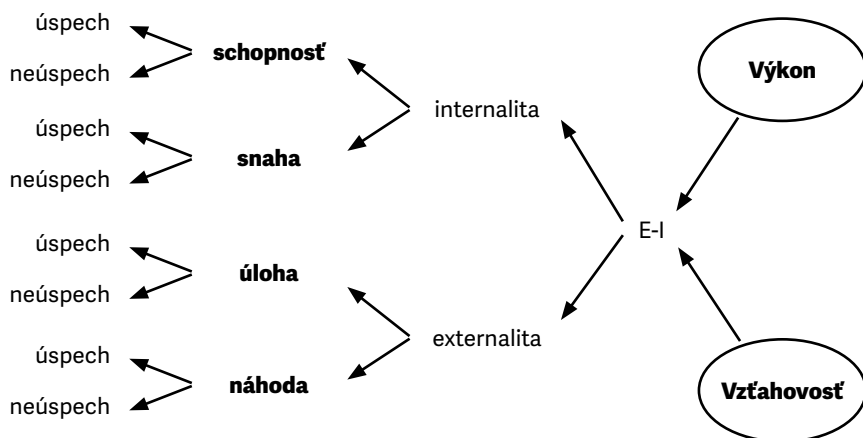 úspech
neúspech
schopnosť
úspech
neúspech
snaha
internalita
Výkon
E-I
úspech
neúspech
úloha
úspech
neúspech
náhoda
externalita
Vzťahovosť